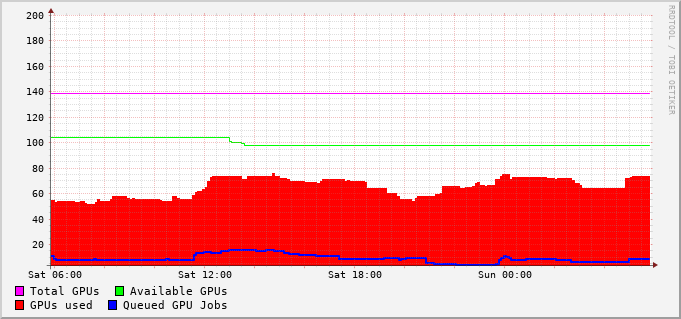 200
180
160
140
120
100
80
60
40
20
Sat 06:00 Sat 12:00 Sat 18:00 Sun 00:00
Total GPUs Available GPUs
GPUs used Queued GPU Jobs
RRDTOOL / TOBI OETIKER